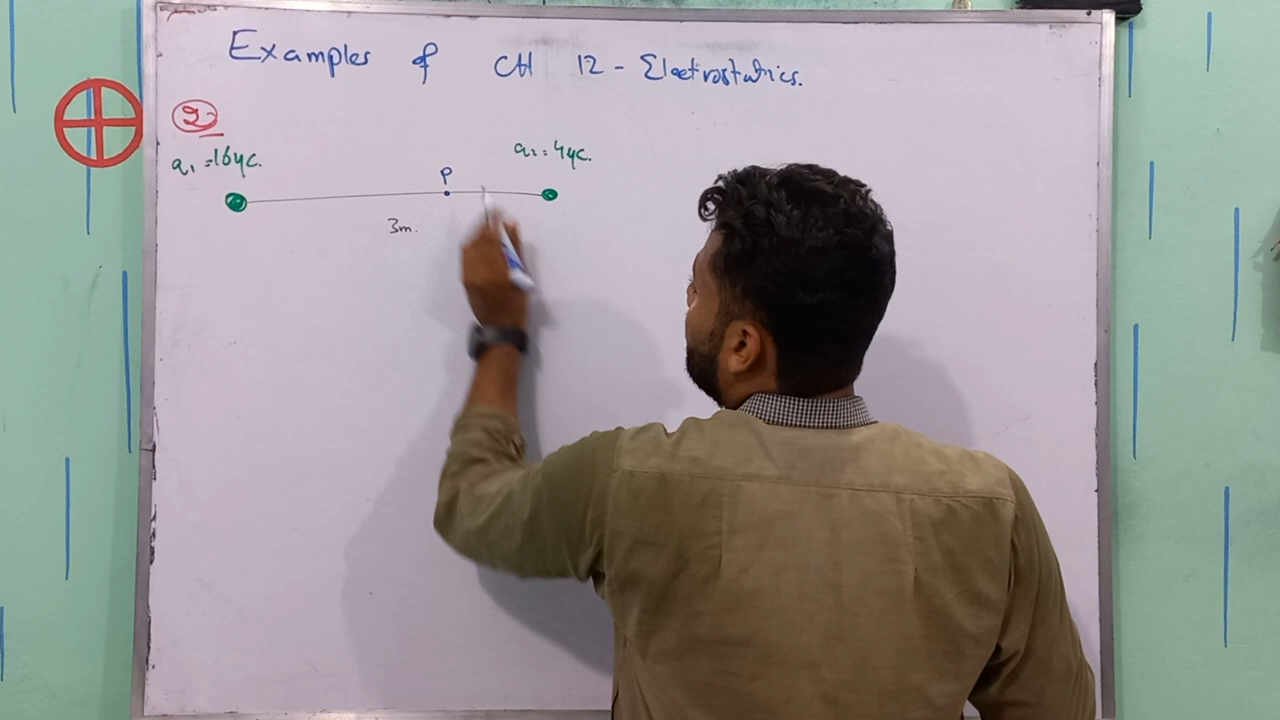 Examples of CH 12 - Electrostatics.
2
q₁ = 16μC.
q₂ = 4μC.
P
3m.